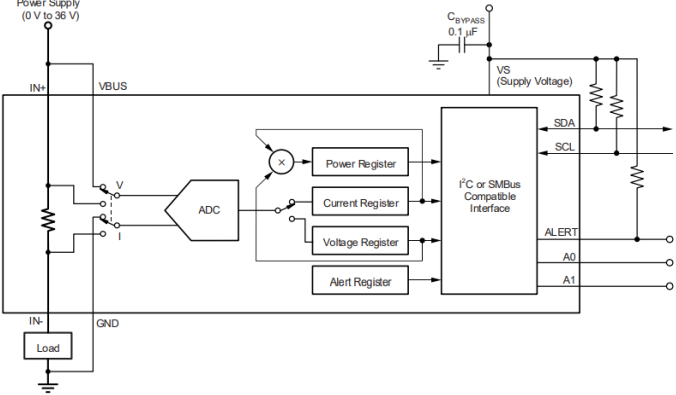 Power Supply
(0 V to 36 V)
CBYPASS
0.1 µF
VS
(Supply Voltage)
IN+
VBUS
SDA
SCL
V
I
ADC
×
Power Register
Current Register
Voltage Register
Alert Register
I²C or SMBus
Compatible
Interface
ALERT
A0
A1
IN-
GND
Load